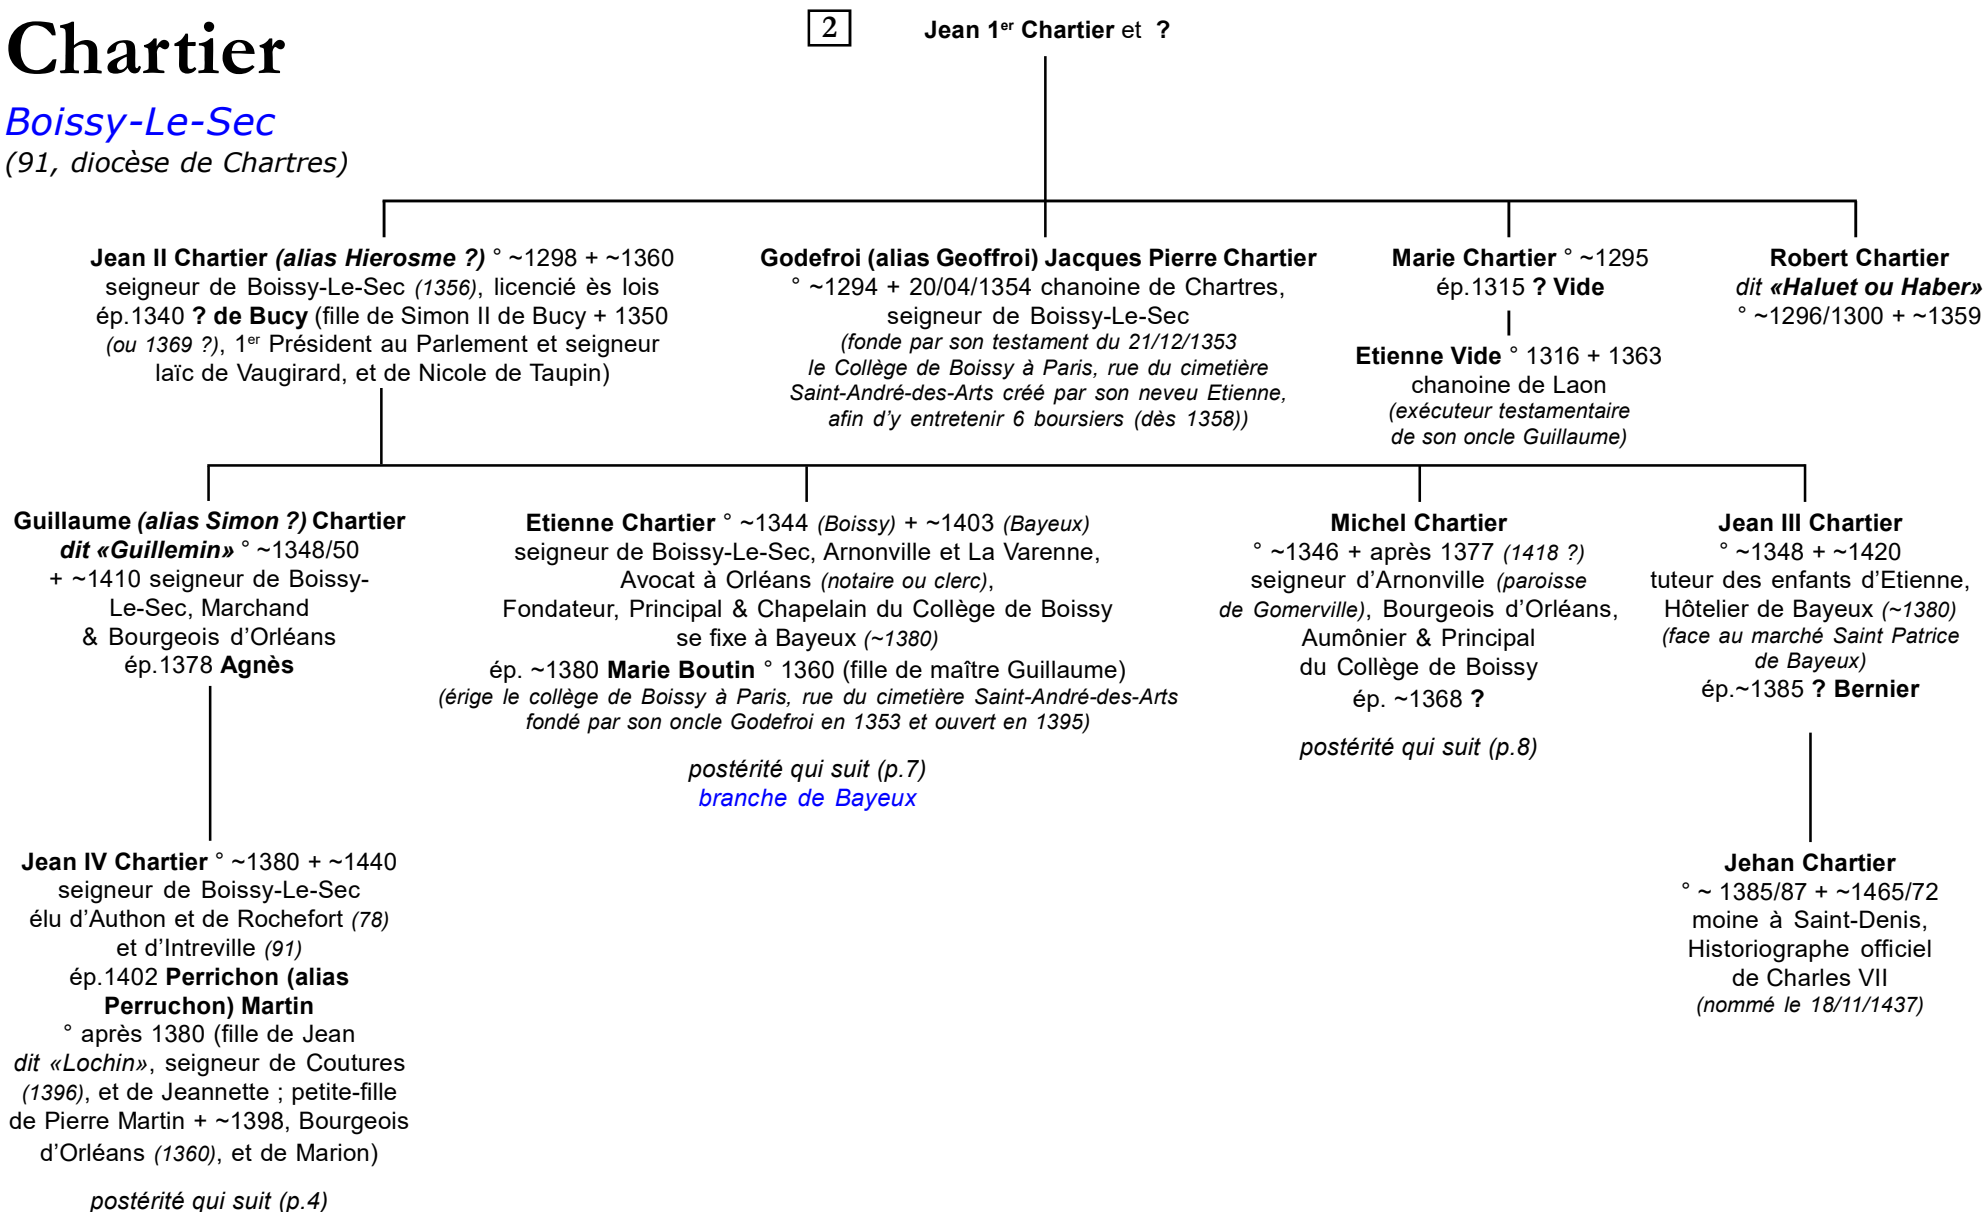 Chartier
Boissy-Le-Sec
(91, diocèse de Chartres)
2
Jean 1er Chartier et ?
Jean II Chartier (alias Hierosme ?) ° ~1298 + ~1360
seigneur de Boissy-Le-Sec (1356), licencié ès lois
ép.1340 ? de Bucy (fille de Simon II de Bucy + 1350
(ou 1369 ?), 1er Président au Parlement et seigneur
laïc de Vaugirard, et de Nicole de Taupin)
Godefroi (alias Geoffroi) Jacques Pierre Chartier
° ~1294 + 20/04/1354 chanoine de Chartres,
seigneur de Boissy-Le-Sec
(fonde par son testament du 21/12/1353
le Collège de Boissy à Paris, rue du cimetière
Saint-André-des-Arts créé par son neveu Etienne,
afin d'y entretenir 6 boursiers (dès 1358))
Marie Chartier ° ~1295
ép.1315 ? Vide
Etienne Vide ° 1316 + 1363
chanoine de Laon
(exécuteur testamentaire
de son oncle Guillaume)
Robert Chartier
dit «Haluet ou Haber»
° ~1296/1300 + ~1359
Guillaume (alias Simon ?) Chartier
dit «Guillemin» ° ~1348/50
+ ~1410 seigneur de Boissy-
Le-Sec, Marchand
& Bourgeois d'Orléans
ép.1378 Agnès
Etienne Chartier ° ~1344 (Boissy) + ~1403 (Bayeux)
seigneur de Boissy-Le-Sec, Arnonville et La Varenne,
Avocat à Orléans (notaire ou clerc),
Fondateur, Principal & Chapelain du Collège de Boissy
se fixe à Bayeux (~1380)
ép. ~1380 Marie Boutin ° 1360 (fille de maître Guillaume)
(érige le collège de Boissy à Paris, rue du cimetière Saint-André-des-Arts
fondé par son oncle Godefroi en 1353 et ouvert en 1395)
postérité qui suit (p.7)
branche de Bayeux
Michel Chartier
° ~1346 + après 1377 (1418 ?)
seigneur d'Arnonville (paroisse
de Gomerville), Bourgeois d'Orléans,
Aumônier & Principal
du Collège de Boissy
ép. ~1368 ?
postérité qui suit (p.8)
Jean III Chartier
° ~1348 + ~1420
tuteur des enfants d'Etienne,
Hôtelier de Bayeux (~1380)
(face au marché Saint Patrice
de Bayeux)
ép.~1385 ? Bernier
Jean IV Chartier ° ~1380 + ~1440
seigneur de Boissy-Le-Sec
élu d'Authon et de Rochefort (78)
et d'Intreville (91)
ép.1402 Perrichon (alias
Perruchon) Martin
° après 1380 (fille de Jean
dit «Lochin», seigneur de Coutures
(1396), et de Jeannette ; petite-fille
de Pierre Martin + ~1398, Bourgeois
d'Orléans (1360), et de Marion)
postérité qui suit (p.4)
Jehan Chartier
° ~ 1385/87 + ~1465/72
moine à Saint-Denis,
Historiographe officiel
de Charles VII
(nommé le 18/11/1437)